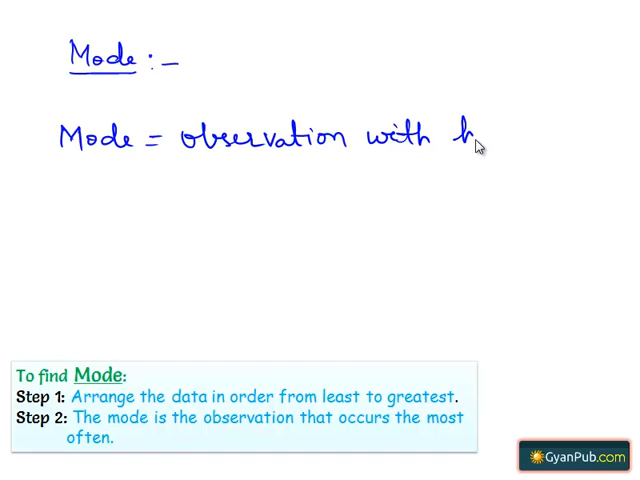 Mode :-
Mode = observation with h
To find Mode:
Step 1: Arrange the data in order from least to greatest.
Step 2: The mode is the observation that occurs the most
often.
GyanPub.com